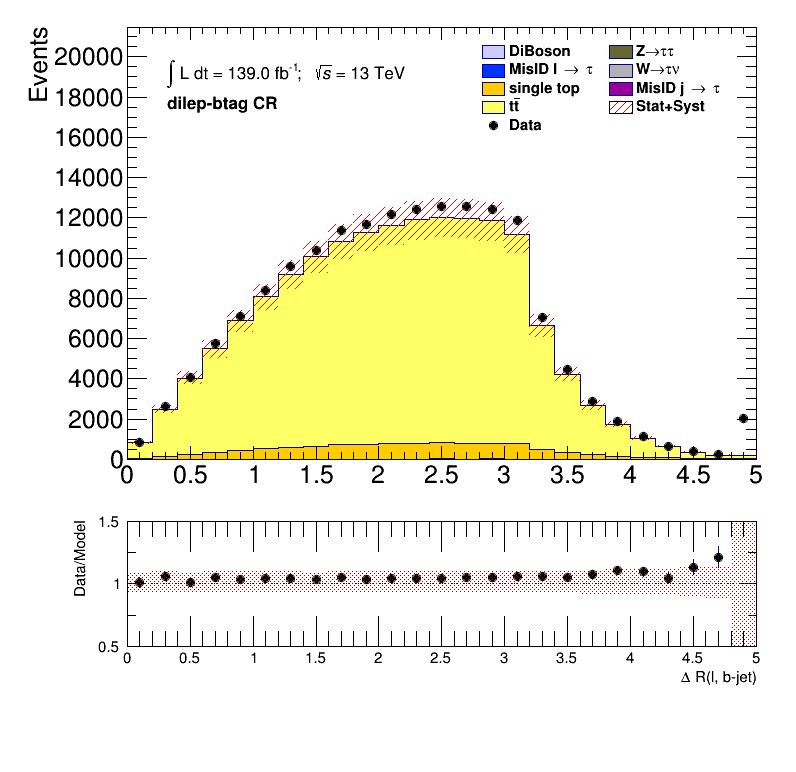 Events
20000
18000
16000
14000
12000
10000
8000
6000
4000
2000
0
∫ L dt = 139.0 fb⁻¹; √s = 13 TeV
dilep-btag CR
DiBoson
MisID l → τ
single top
tt̄
Data
Z→ττ
W→τν
MisID j → τ
Stat+Syst
0 0.5 1 1.5 2 2.5 3 3.5 4 4.5 5
Data/Model
1.5
1
0.5
0 0.5 1 1.5 2 2.5 3 3.5 4 4.5 5
Δ R(l, b-jet)